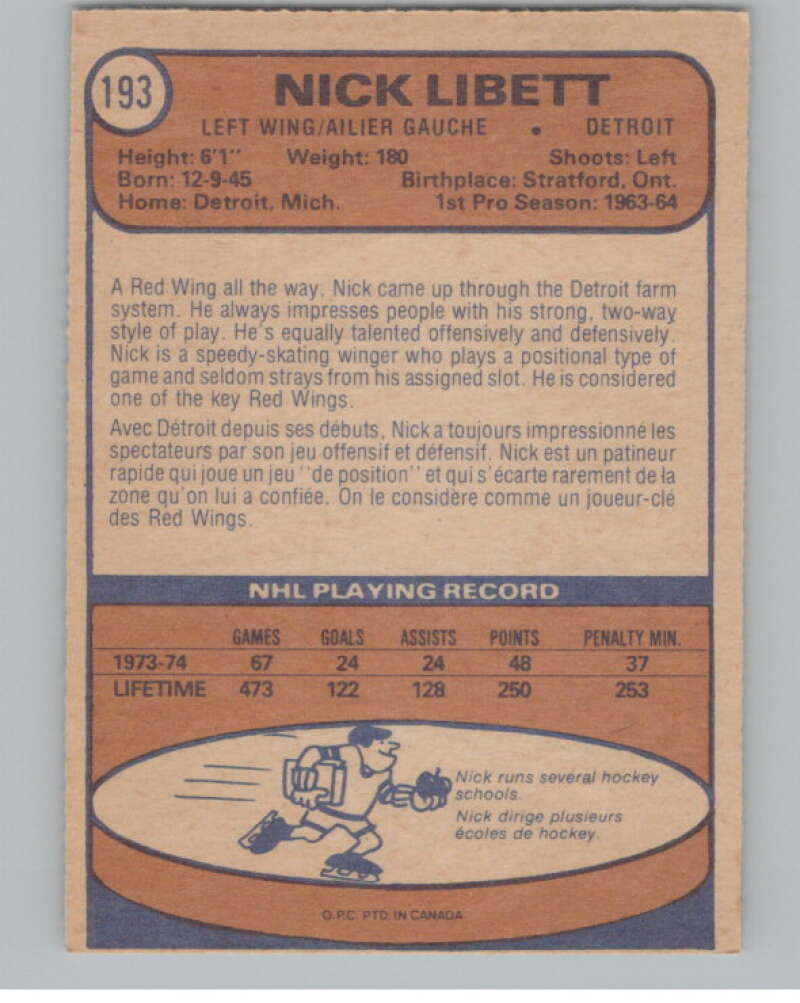 193
NICK LIBETT
LEFT WING/AILIER GAUCHE • DETROIT
Height: 6'1" Weight: 180 Shoots: Left
Born: 12-9-45 Birthplace: Stratford, Ont.
Home: Detroit, Mich. 1st Pro Season: 1963-64
A Red Wing all the way, Nick came up through the Detroit farm
system. He always impresses people with his strong, two-way
style of play. He's equally talented offensively and defensively.
Nick is a speedy-skating winger who plays a positional type of
game and seldom strays from his assigned slot. He is considered
one of the key Red Wings.
Avec Détroit depuis ses débuts, Nick a toujours impressionné les
spectateurs par son jeu offensif et défensif. Nick est un patineur
rapide qui joue un jeu "de position" et qui s'écarte rarement de la
zone qu'on lui a confiée. On le considère comme un joueur-clé
des Red Wings.
NHL PLAYING RECORD
GAMES GOALS ASSISTS POINTS PENALTY MIN.
1973-74 67 24 24 48 37
LIFETIME 473 122 128 250 253
Nick runs several hockey
schools.
Nick dirige plusieurs
écoles de hockey.
O.P.C. PTD. IN CANADA